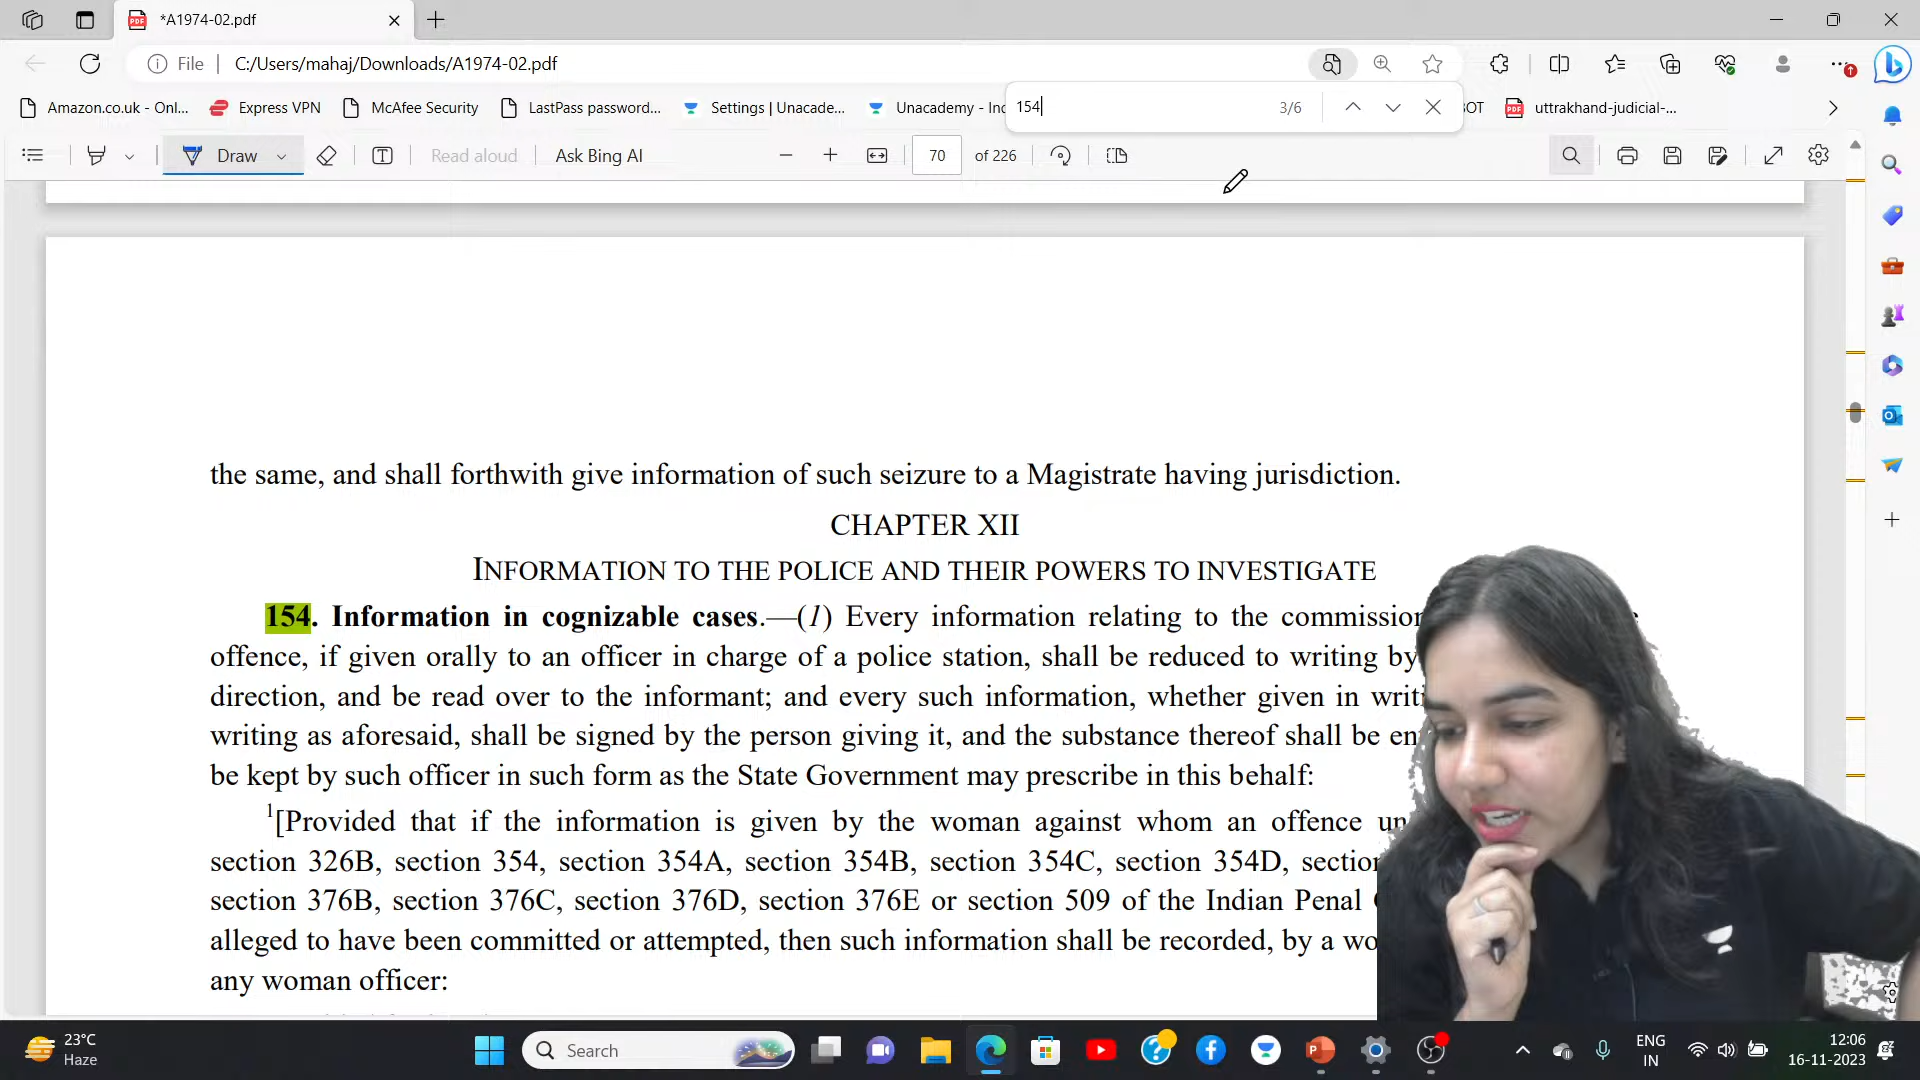 *A1974-02.pdf
File
C:/Users/mahaj/Downloads/A1974-02.pdf
Amazon.co.uk - Onl...
Express VPN
McAfee Security
LastPass password...
Settings | Unacade...
Unacademy - Inc
154
3/6
BOT
uttrakhand-judicial-...
Draw
Read aloud
Ask Bing AI
70
of 226
the same, and shall forthwith give information of such seizure to a Magistrate having jurisdiction.
CHAPTER XII
INFORMATION TO THE POLICE AND THEIR POWERS TO INVESTIGATE
154. Information in cognizable cases.—(1) Every information relating to the commission
offence, if given orally to an officer in charge of a police station, shall be reduced to writing by
direction, and be read over to the informant; and every such information, whether given in writi
writing as aforesaid, shall be signed by the person giving it, and the substance thereof shall be en
be kept by such officer in such form as the State Government may prescribe in this behalf:
1[Provided that if the information is given by the woman against whom an offence un
section 326B, section 354, section 354A, section 354B, section 354C, section 354D, section
section 376B, section 376C, section 376D, section 376E or section 509 of the Indian Penal
alleged to have been committed or attempted, then such information shall be recorded, by a wo
any woman officer:
23°C
Haze
Search
ENG
IN
12:06
16-11-2023